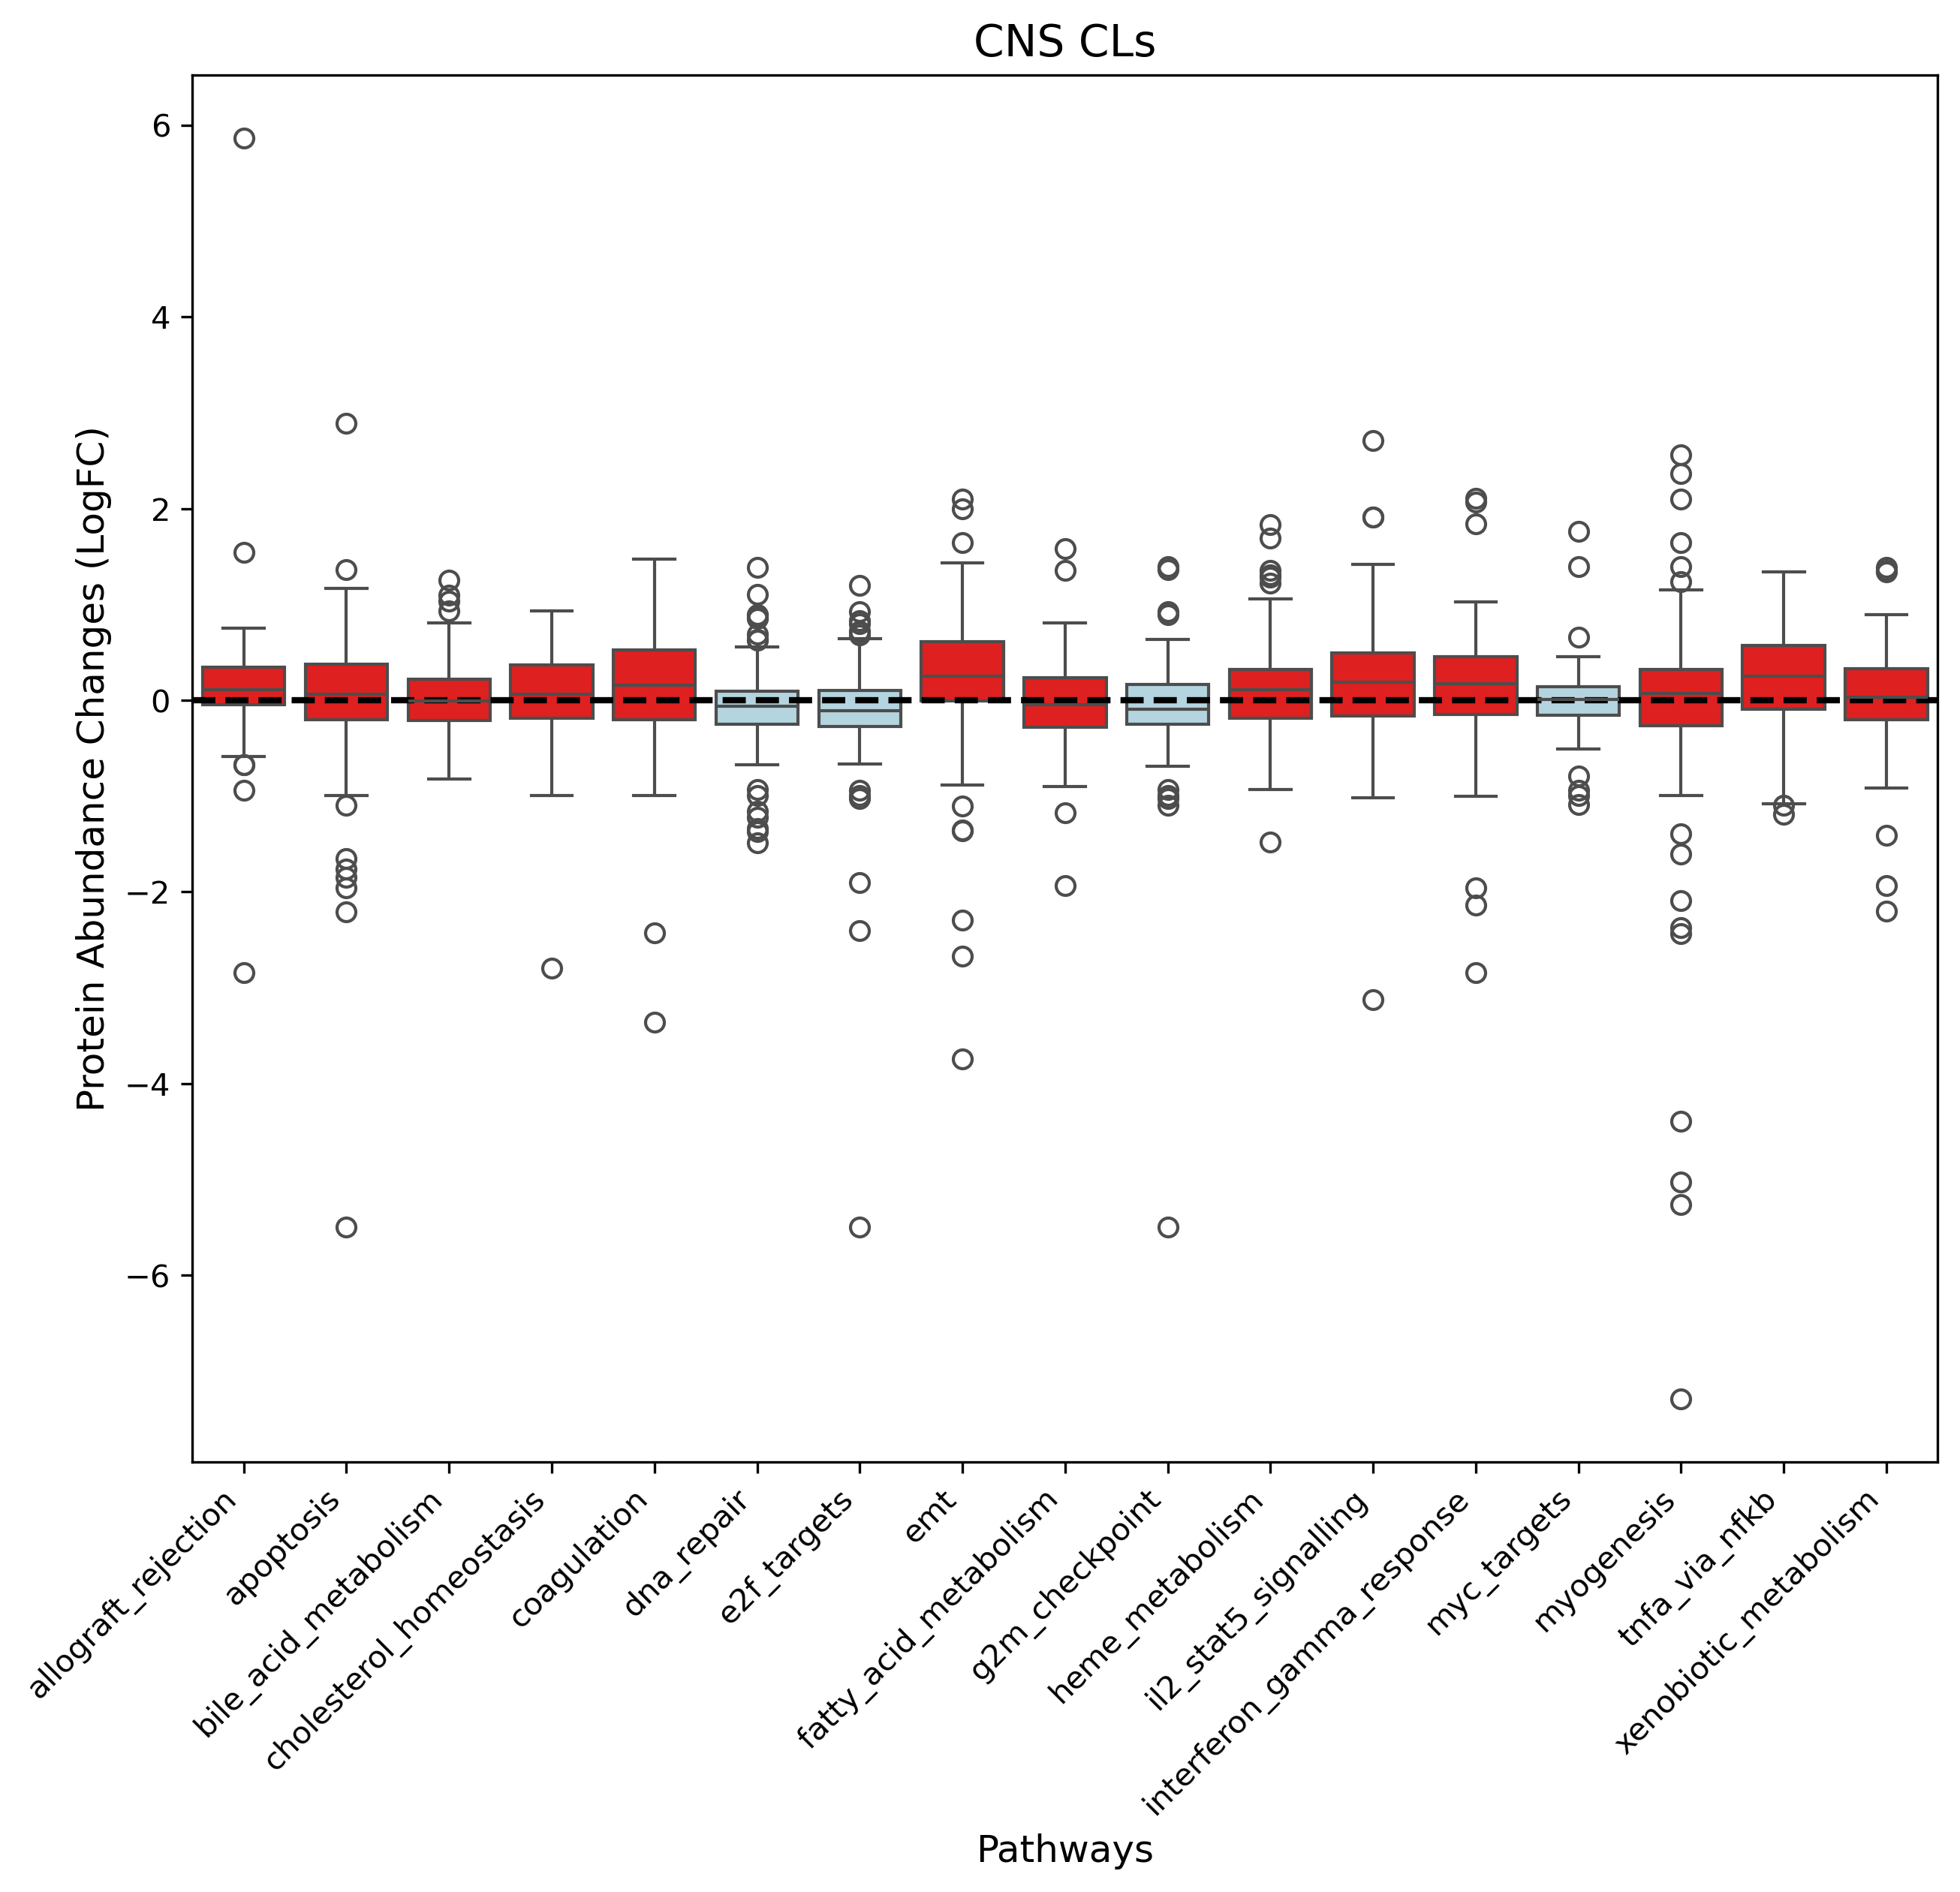 CNS CLs
Protein Abundance Changes (LogFC)
6
4
2
0
−2
−4
−6
allograft_rejection
apoptosis
bile_acid_metabolism
cholesterol_homeostasis
coagulation
dna_repair
e2f_targets
emt
fatty_acid_metabolism
g2m_checkpoint
heme_metabolism
il2_stat5_signalling
interferon_gamma_response
myc_targets
myogenesis
tnfa_via_nfkb
xenobiotic_metabolism
Pathways